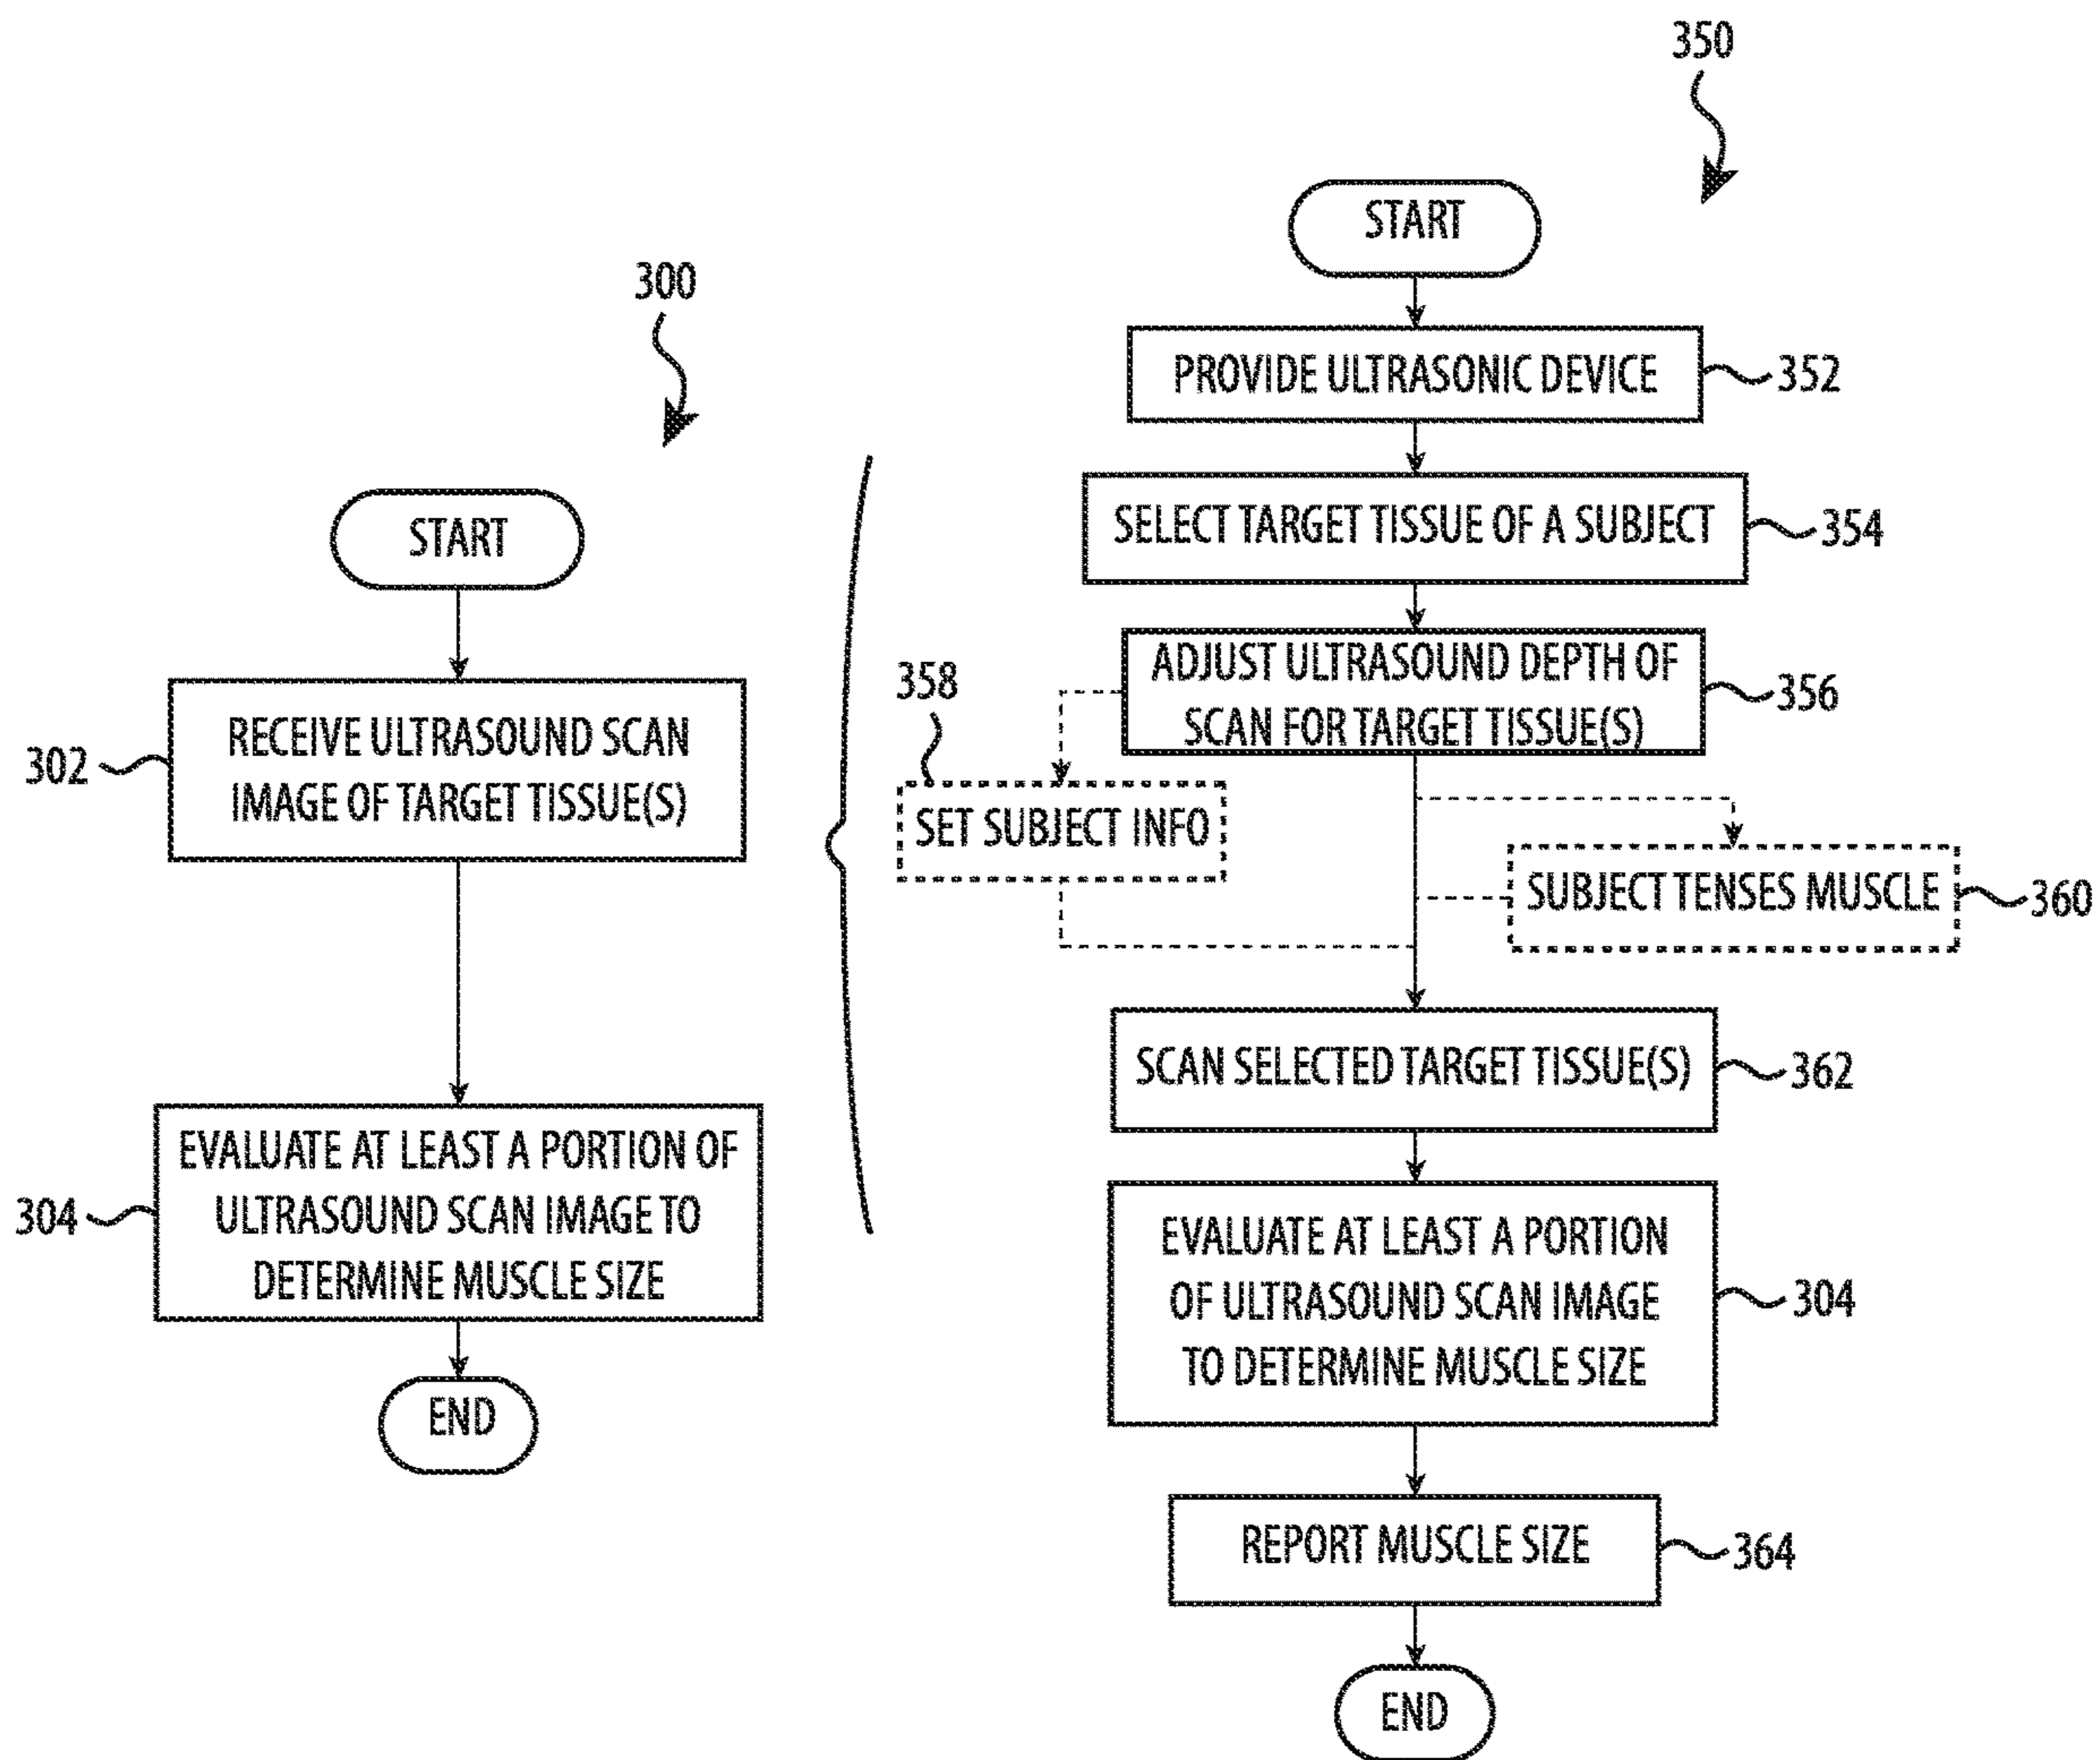 300
START
302
RECEIVE ULTRASOUND SCAN
IMAGE OF TARGET TISSUE(S)
304
EVALUATE AT LEAST A PORTION OF
ULTRASOUND SCAN IMAGE TO
DETERMINE MUSCLE SIZE
END
350
START
PROVIDE ULTRASONIC DEVICE
352
SELECT TARGET TISSUE OF A SUBJECT
354
ADJUST ULTRASOUND DEPTH OF
SCAN FOR TARGET TISSUE(S)
356
358
SET SUBJECT INFO
SUBJECT TENSES MUSCLE
360
SCAN SELECTED TARGET TISSUE(S)
362
EVALUATE AT LEAST A PORTION
OF ULTRASOUND SCAN IMAGE
TO DETERMINE MUSCLE SIZE
304
REPORT MUSCLE SIZE
364
END